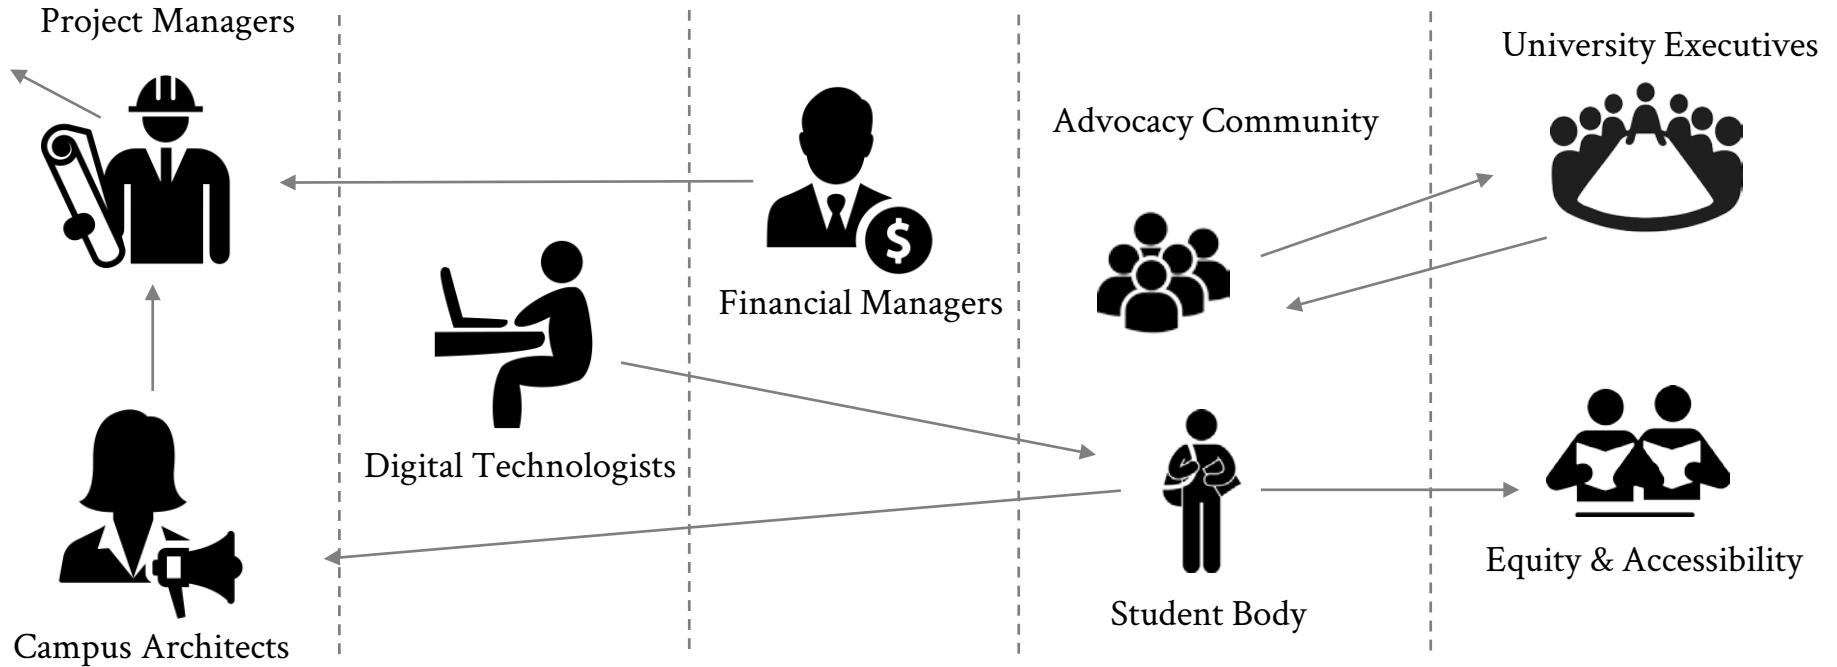 Project Managers
University Executives
Advocacy Community
$
Financial Managers
Digital Technologists
Equity & Accessibility
Student Body
Campus Architects